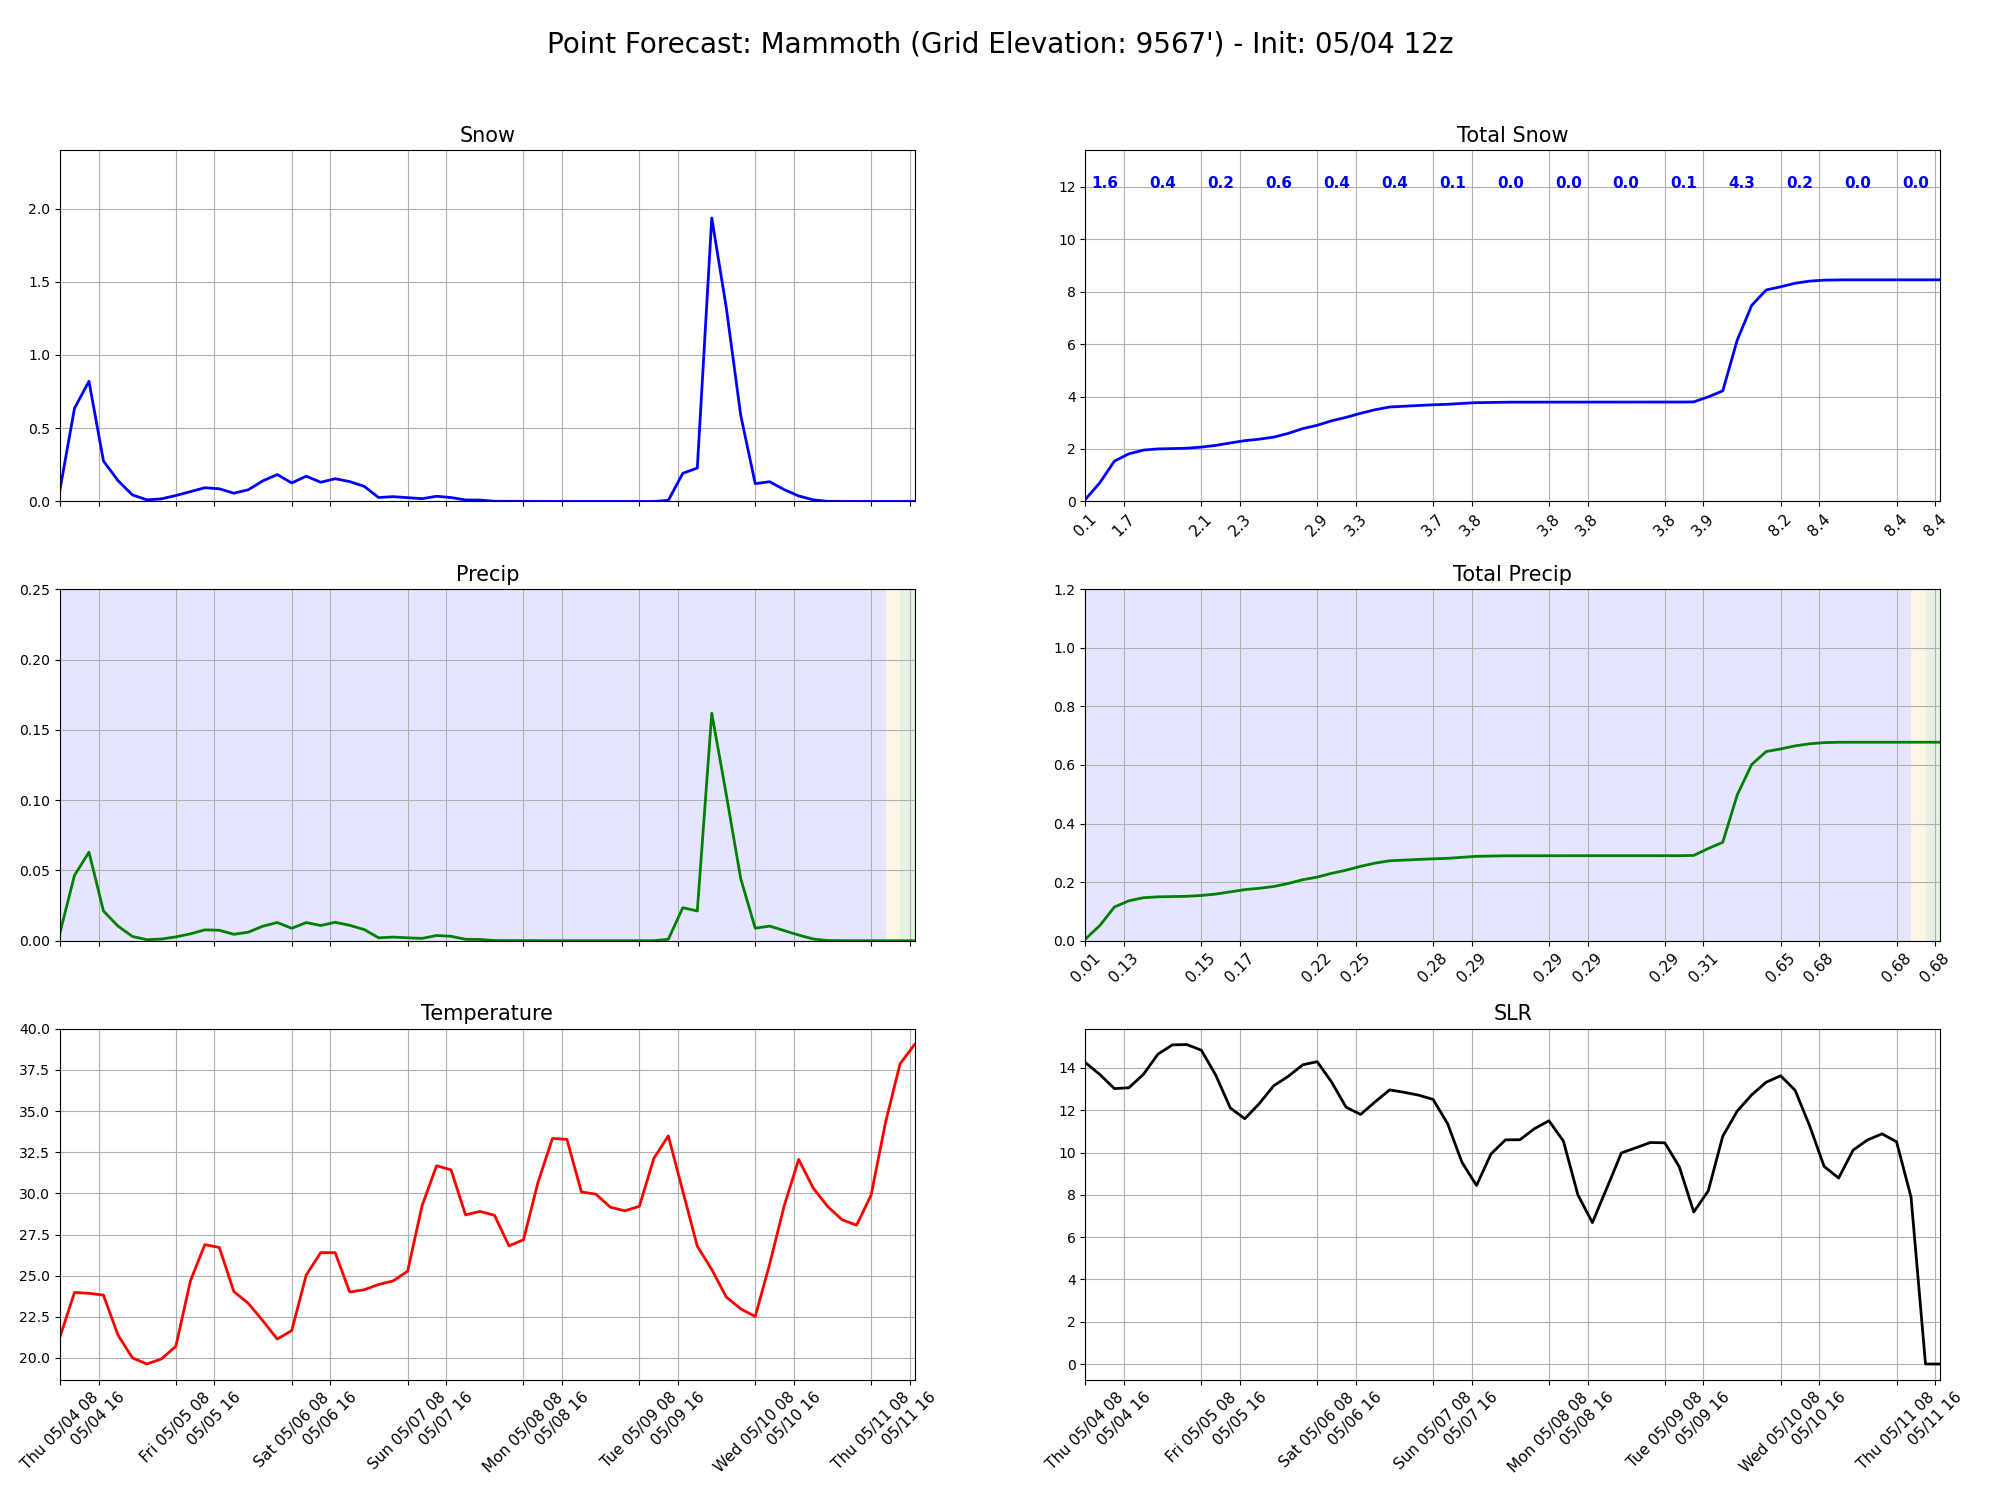 Point Forecast: Mammoth (Grid Elevation: 9567') - Init: 05/04 12z
Snow
2.0
1.5
1.0
0.5
0.0
Total Snow
1.6 0.4 0.2 0.6 0.4 0.4 0.1 0.0 0.0 0.0 0.1 4.3 0.2 0.0 0.0
12
10
8
6
4
2
0
0.1 1.7 2.1 2.3 2.9 3.3 3.7 3.8 3.8 3.8 3.8 3.9 8.2 8.4 8.4 8.4
Precip
0.25
0.20
0.15
0.10
0.05
0.00
Total Precip
1.2
1.0
0.8
0.6
0.4
0.2
0.0
0.01 0.13 0.15 0.17 0.22 0.25 0.28 0.29 0.29 0.29 0.29 0.31 0.65 0.68 0.68 0.68
Temperature
40.0
37.5
35.0
32.5
30.0
27.5
25.0
22.5
20.0
Thu 05/04 08
05/04 16
Fri 05/05 08
05/05 16
Sat 05/06 08
05/06 16
Sun 05/07 08
05/07 16
Mon 05/08 08
05/08 16
Tue 05/09 08
05/09 16
Wed 05/10 08
05/10 16
Thu 05/11 08
05/11 16
SLR
14
12
10
8
6
4
2
0
Thu 05/04 08
05/04 16
Fri 05/05 08
05/05 16
Sat 05/06 08
05/06 16
Sun 05/07 08
05/07 16
Mon 05/08 08
05/08 16
Tue 05/09 08
05/09 16
Wed 05/10 08
05/10 16
Thu 05/11 08
05/11 16